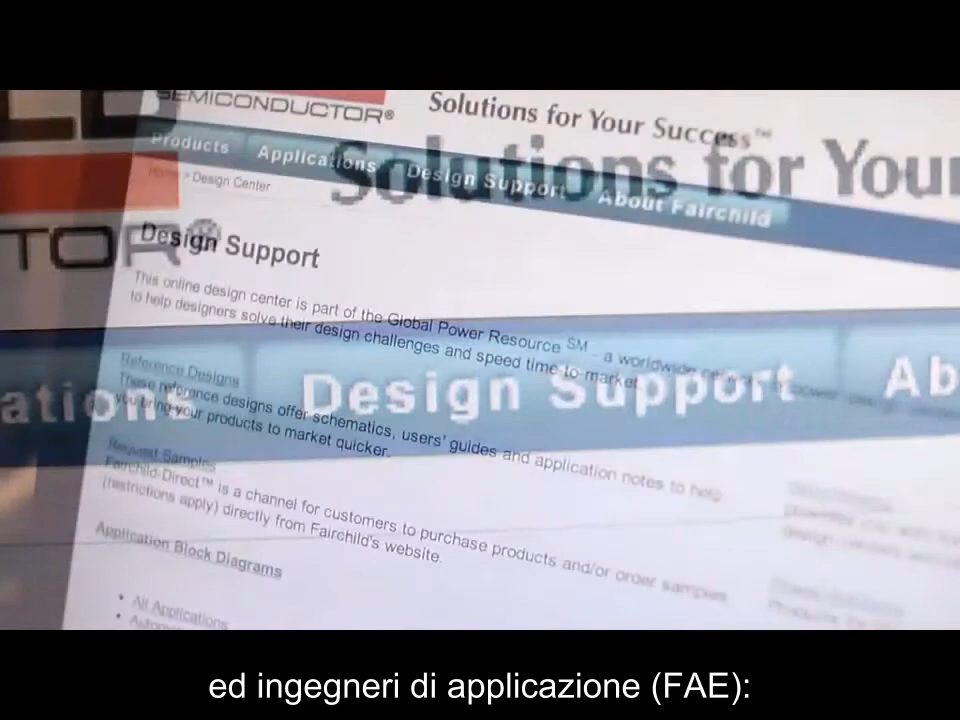 SEMICONDUCTOR®
Solutions for Your Success™
Solutions for Your
Products Applications Design Support About Fairchild
Home > Design Center
TOR®
Design Support
This online design center is part of the Global Power Resource SM - a worldwide
to help designers solve their design challenges and speed time-to-market.
Design Support Ab
Reference Designs
These reference designs offer schematics, users' guides and application notes to help
you bring your products to market quicker.
Request Samples
Fairchild-Direct™ is a channel for customers to purchase products and/or order samples
(restrictions apply) directly from Fairchild's website.
Application Block Diagrams
• All Applications
ed ingegneri di applicazione (FAE):